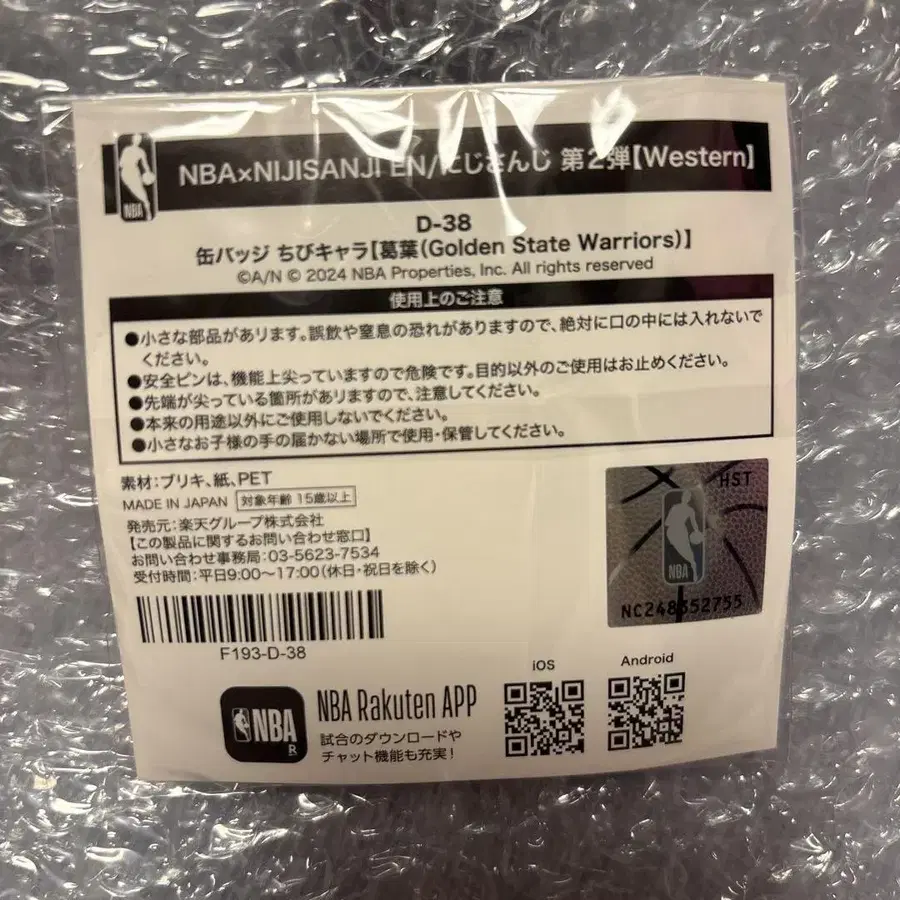 NBA
NBA×NIJISANJI EN/にじさんじ 第2弾【Western】
D-38
缶バッジ ちびキャラ【葛葉(Golden State Warriors)】
©A/N © 2024 NBA Properties, Inc. All rights reserved
使用上のご注意
●小さな部品があります。誤飲や窒息の恐れがありますので、絶対に口の中には入れないで
ください。
●安全ピンは、機能上尖っていますので危険です。目的以外のご使用はお止めください。
●先端が尖っている箇所がありますので、注意してください。
●本来の用途以外にご使用しないでください。
●小さなお子様の手の届かない場所で使用・保管してください。
素材:ブリキ、紙、PET
MADE IN JAPAN 対象年齢 15歳以上
発売元:楽天グループ株式会社
【この製品に関するお問い合わせ窓口】
お問い合わせ事務局:03-5623-7534
受付時間:平日9:00〜17:00(休日・祝日を除く)
F193-D-38
HST
NBA
NC248352755
NBA
R
NBA Rakuten APP
試合のダウンロードや
チャット機能も充実!
iOS
Android